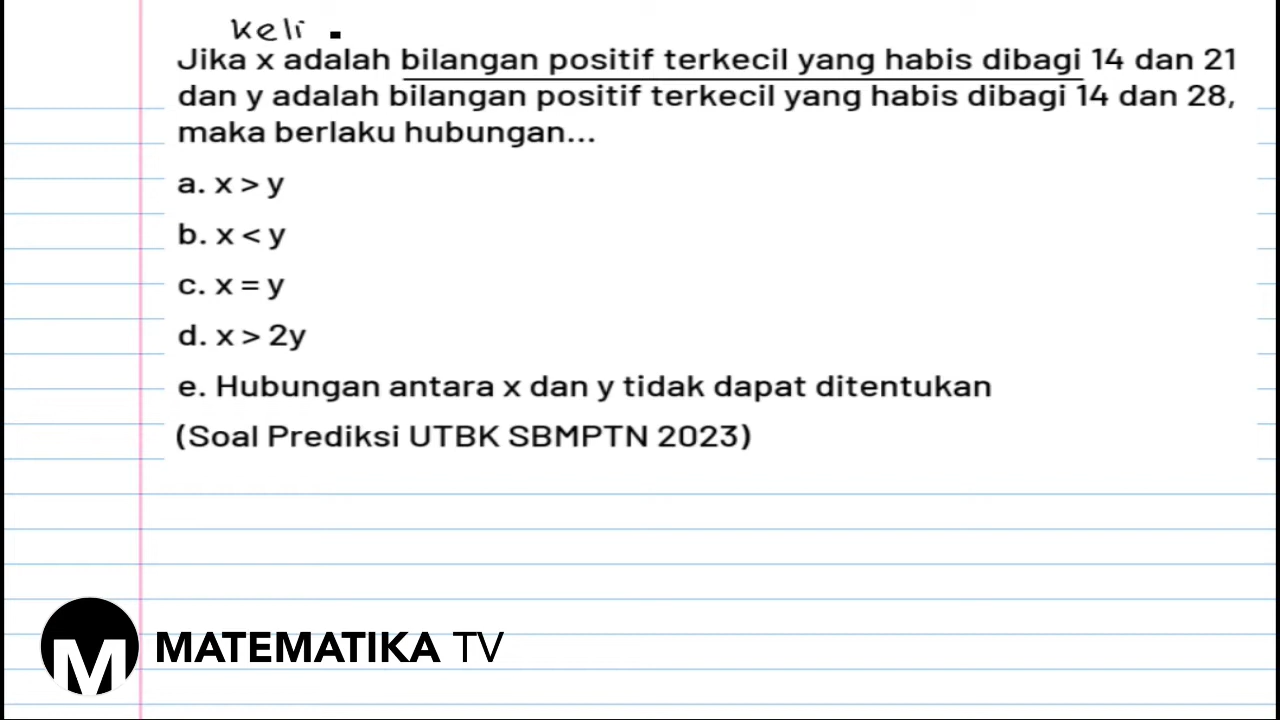 keli
Jika x adalah bilangan positif terkecil yang habis dibagi 14 dan 21
dan y adalah bilangan positif terkecil yang habis dibagi 14 dan 28,
maka berlaku hubungan...
a. x > y
b. x < y
c. x = y
d. x > 2y
e. Hubungan antara x dan y tidak dapat ditentukan
(Soal Prediksi UTBK SBMPTN 2023)
M MATEMATIKA TV